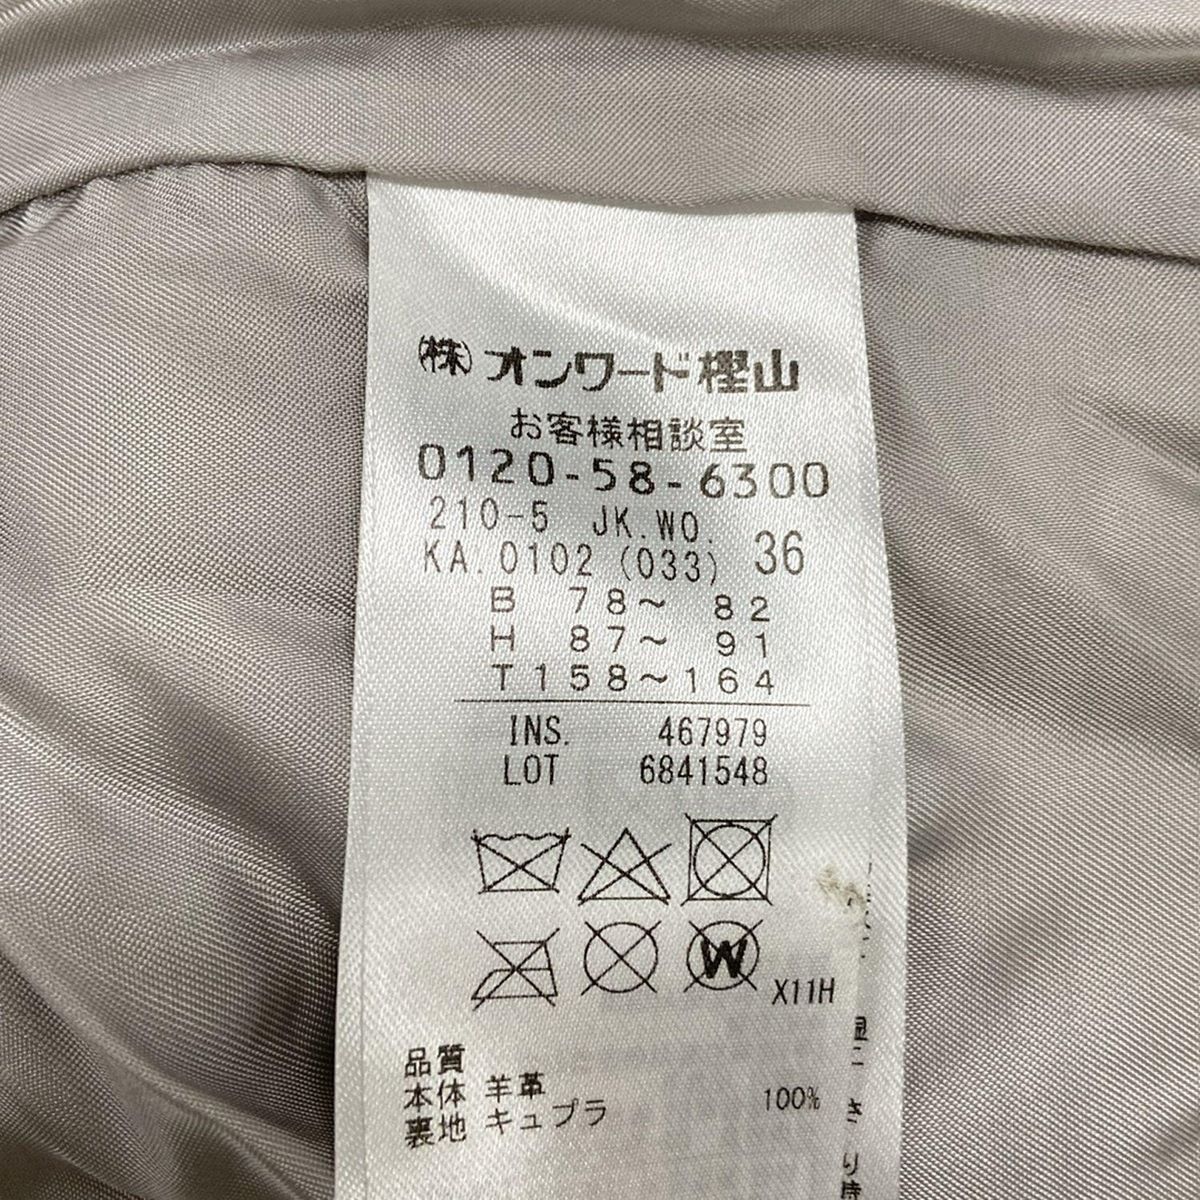 (株)オンワード樫山
お客様相談室
0120-58-6300
210-5 JK.WO.
KA.0102 (033) 36
B 78～ 82
H 87～ 91
T158～164
INS. 467979
LOT 6841548
W
X11H
品質
本体 羊革
裏地 キュプラ 100%